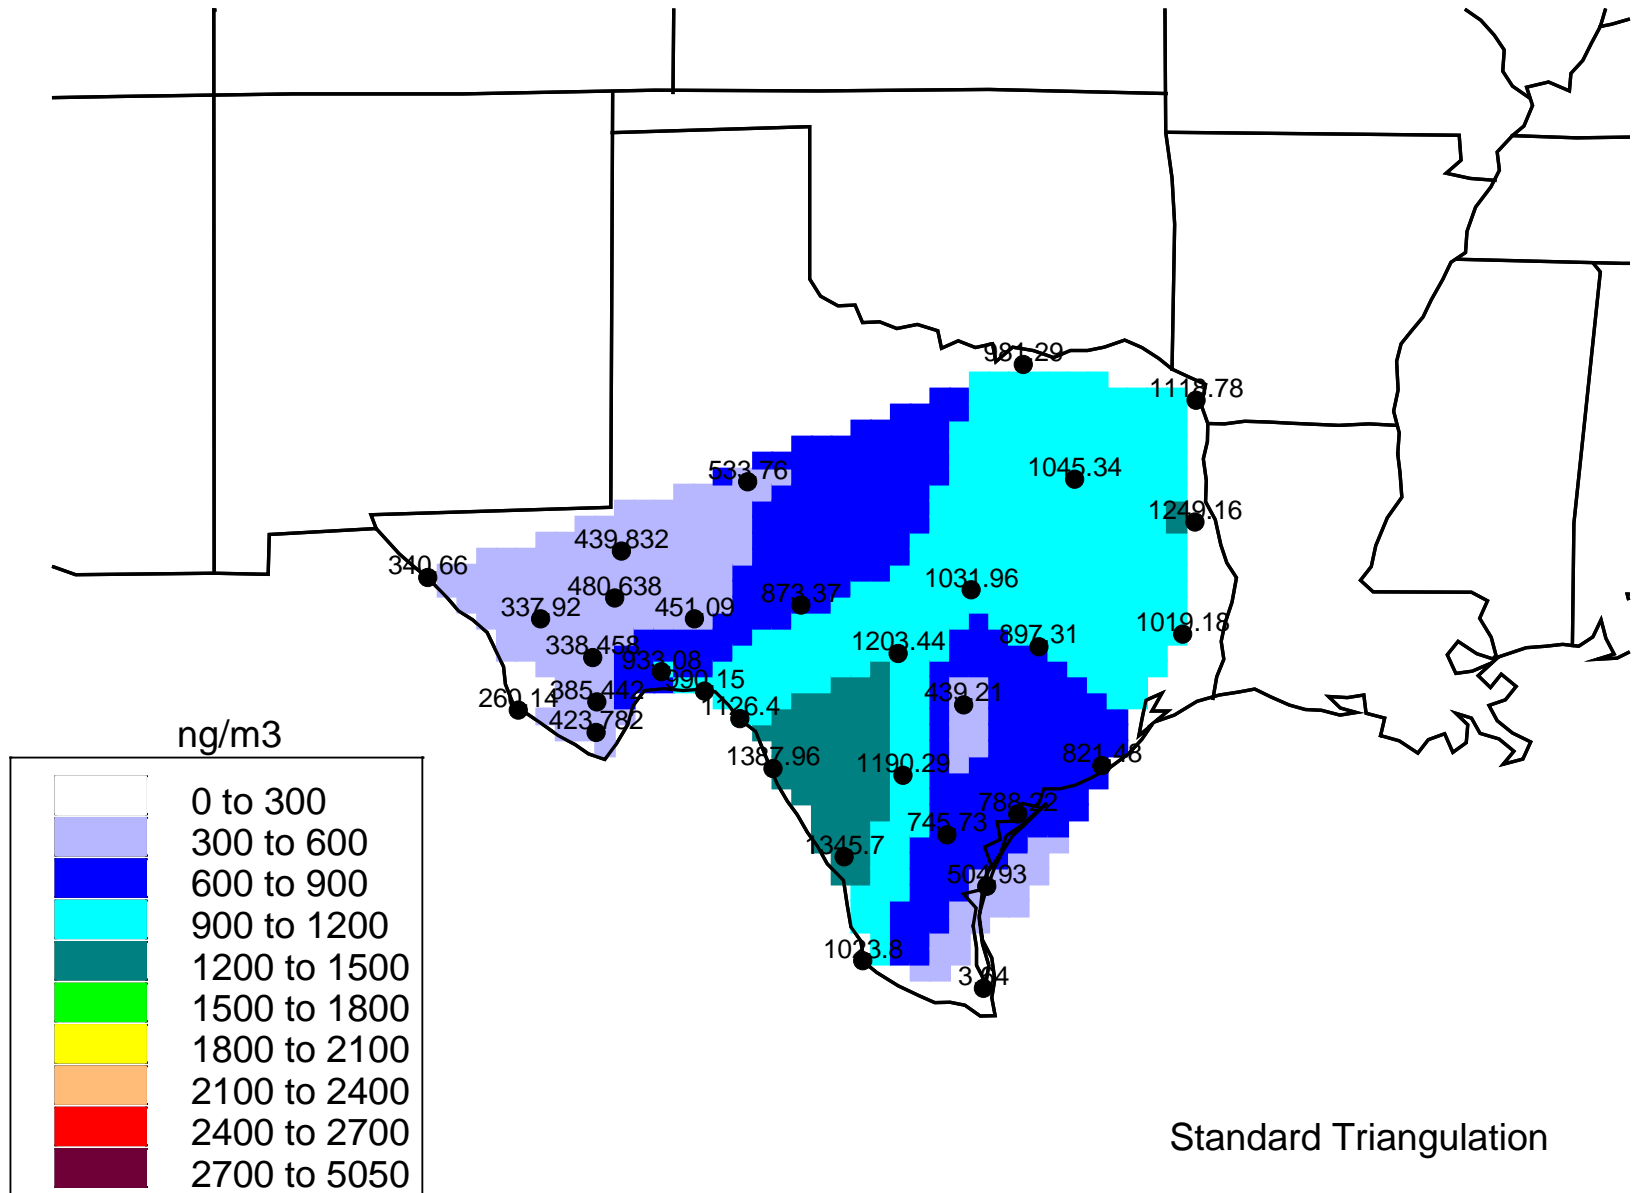 981.29
1118.78
533.76
1045.34
1249.16
439.832
340.66
480.638
873.37
1031.96
337.92
451.09
1019.18
338.458
1203.44
897.31
933.08
990.15
385.442
439.21
260.14
1126.4
423.782
1387.96
1190.29
821.48
788.22
745.73
1345.7
504.93
1023.8
3.64
ng/m3
0 to 300
300 to 600
600 to 900
900 to 1200
1200 to 1500
1500 to 1800
1800 to 2100
2100 to 2400
2400 to 2700
2700 to 5050
Standard Triangulation